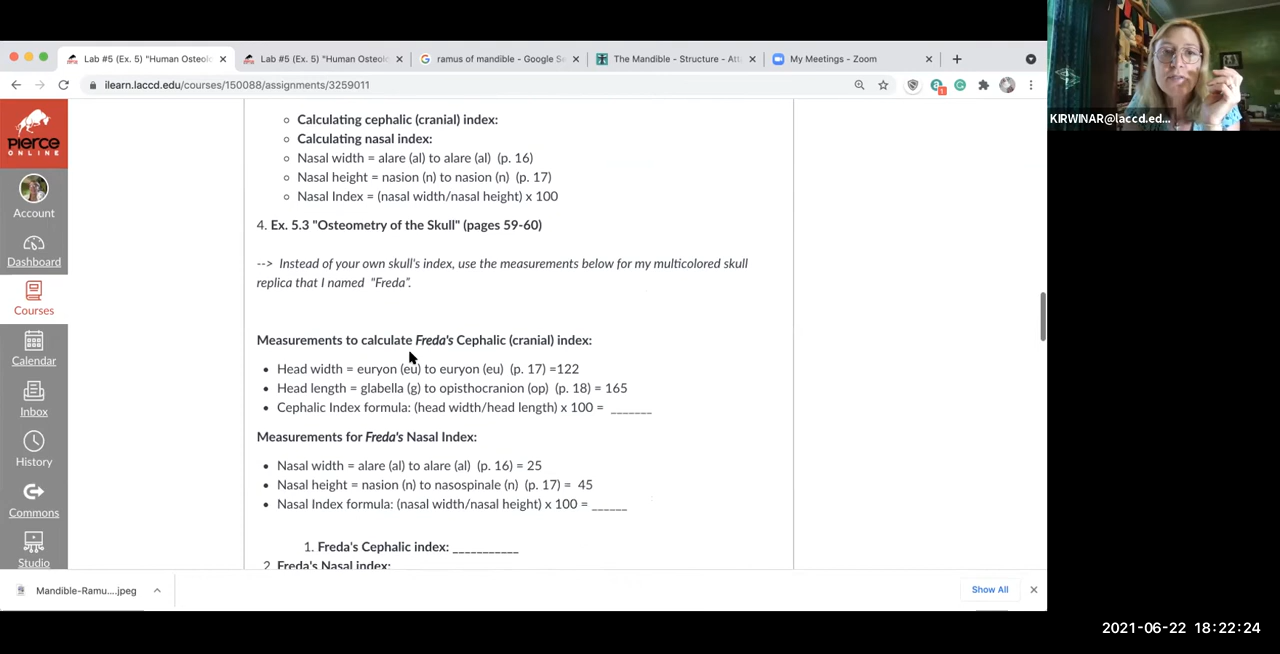 Lab #5 (Ex. 5) "Human Osteolo
Lab #5 (Ex. 5) "Human Osteolo
ramus of mandible - Google Se
The Mandible - Structure - Att
My Meetings - Zoom
ilearn.laccd.edu/courses/150088/assignments/3259011
1
KIRWINAR@laccd.ed...
PIERCE
ONLINE
Account
Dashboard
Courses
Calendar
Inbox
History
Commons
Studio
Calculating cephalic (cranial) index:
Calculating nasal index:
Nasal width = alare (al) to alare (al) (p. 16)
Nasal height = nasion (n) to nasion (n) (p. 17)
Nasal Index = (nasal width/nasal height) x 100
4. Ex. 5.3 "Osteometry of the Skull" (pages 59-60)
--> Instead of your own skull's index, use the measurements below for my multicolored skull
replica that I named "Freda".
Measurements to calculate Freda's Cephalic (cranial) index:
Head width = euryon (eu) to euryon (eu) (p. 17) =122
Head length = glabella (g) to opisthocranion (op) (p. 18) = 165
Cephalic Index formula: (head width/head length) x 100 = _______
Measurements for Freda's Nasal Index:
Nasal width = alare (al) to alare (al) (p. 16) = 25
Nasal height = nasion (n) to nasospinale (n) (p. 17) = 45
Nasal Index formula: (nasal width/nasal height) x 100 = ______
1. Freda's Cephalic index: ___________
2. Freda's Nasal index:
Mandible-Ramu....jpeg
Show All
2021-06-22 18:22:24